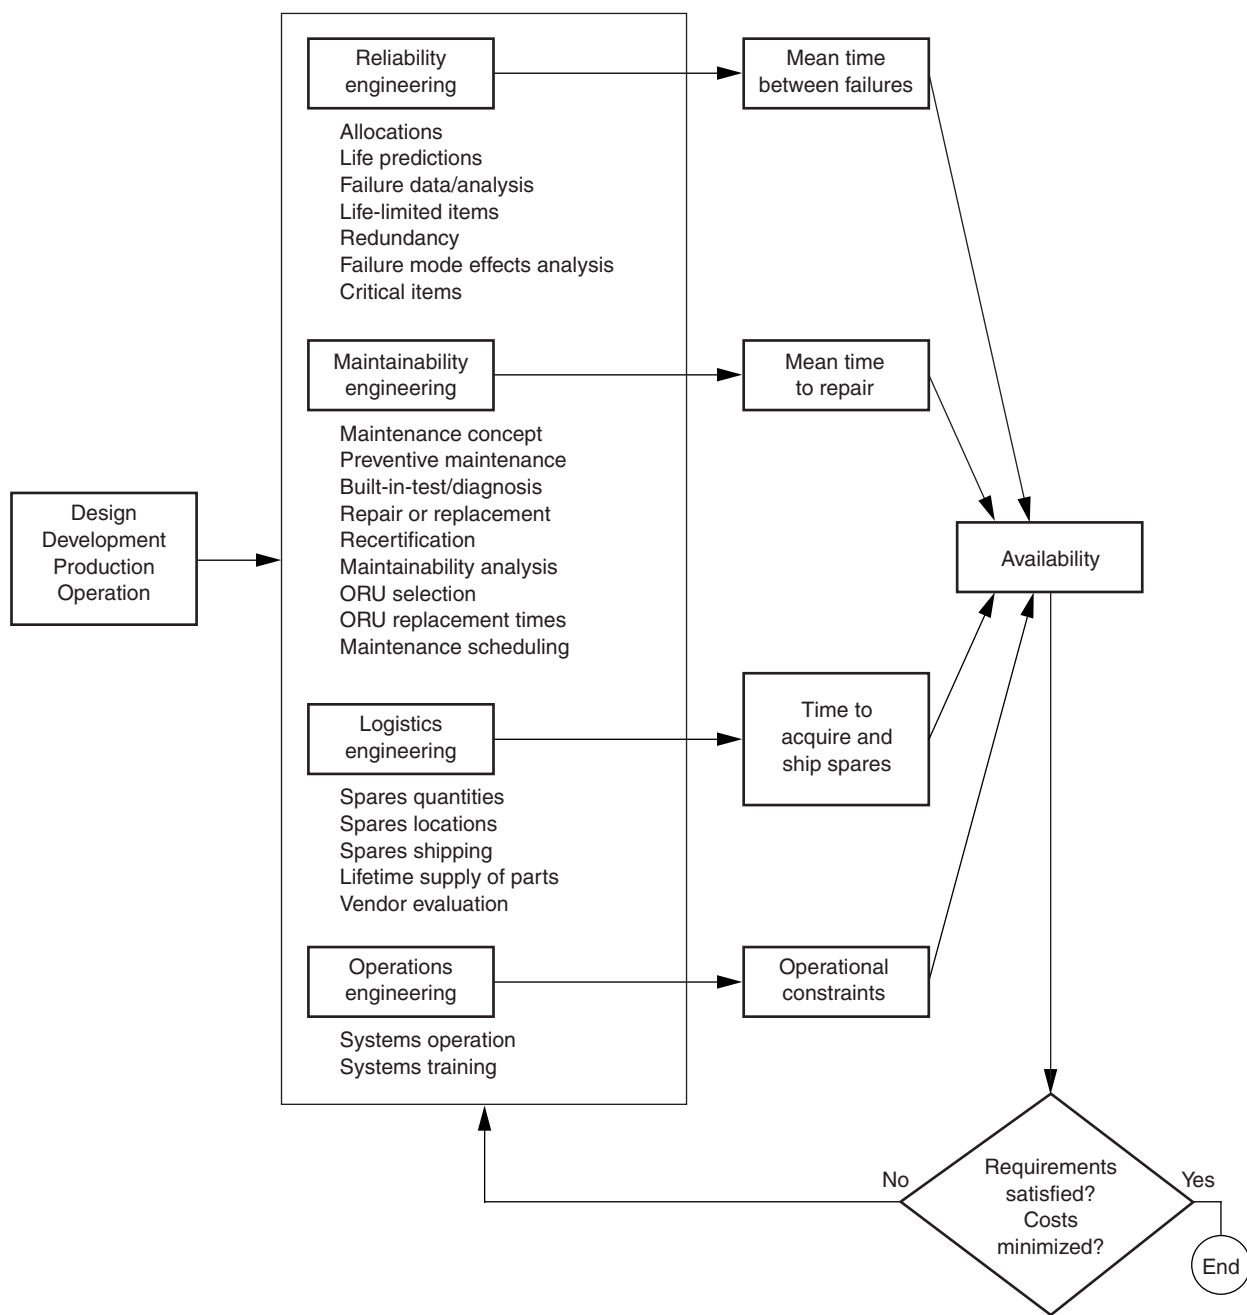 Reliability
engineering
Mean time
between failures
Allocations
Life predictions
Failure data/analysis
Life-limited items
Redundancy
Failure mode effects analysis
Critical items
Maintainability
engineering
Mean time
to repair
Maintenance concept
Preventive maintenance
Built-in-test/diagnosis
Repair or replacement
Recertification
Maintainability analysis
ORU selection
ORU replacement times
Maintenance scheduling
Design
Development
Production
Operation
Availability
Logistics
engineering
Time to
acquire and
ship spares
Spares quantities
Spares locations
Spares shipping
Lifetime supply of parts
Vendor evaluation
Operations
engineering
Operational
constraints
Systems operation
Systems training
No
Requirements
satisfied?
Costs
minimized?
Yes
End